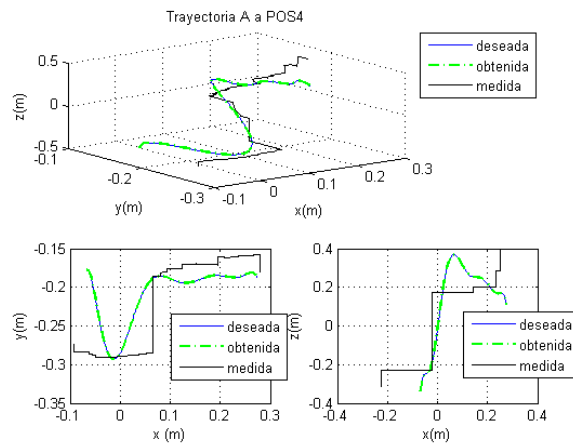 Trayectoria A a POS4
deseada
obtenida
medida
z(m)
0.5
0
-0.5
-0.1
-0.2
-0.3
y(m)
-0.1
0
0.1
0.2
0.3
x(m)
y(m)
-0.15
-0.2
-0.25
-0.3
-0.35
-0.1
0
0.1
0.2
0.3
x (m)
deseada
obtenida
medida
z(m)
0.4
0.2
0
-0.2
-0.4
-0.4
-0.2
0
0.2
0.4
x (m)
deseada
obtenida
medida